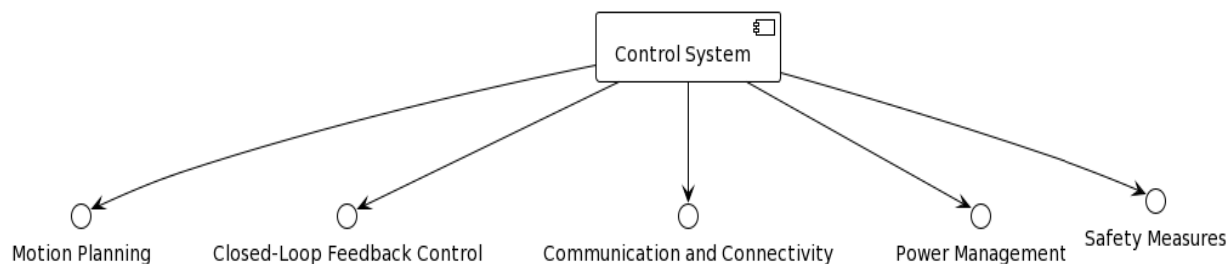 Control System
Motion Planning
Closed-Loop Feedback Control
Communication and Connectivity
Power Management
Safety Measures